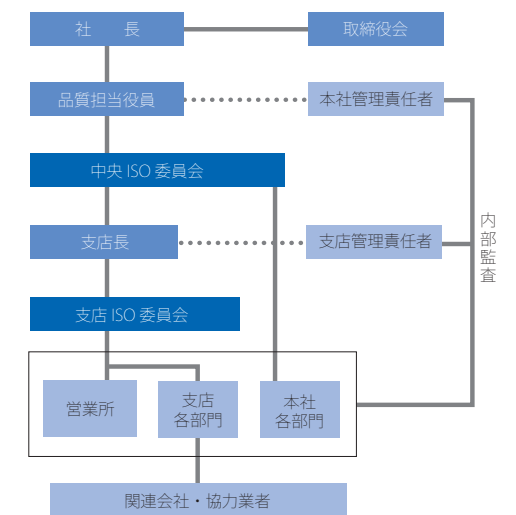 社　長
取締役会
品質担当役員
本社管理責任者
中央 ISO 委員会
支店長
支店管理責任者
内部監査
支店 ISO 委員会
営業所
支店
各部門
本社
各部門
関連会社・協力業者